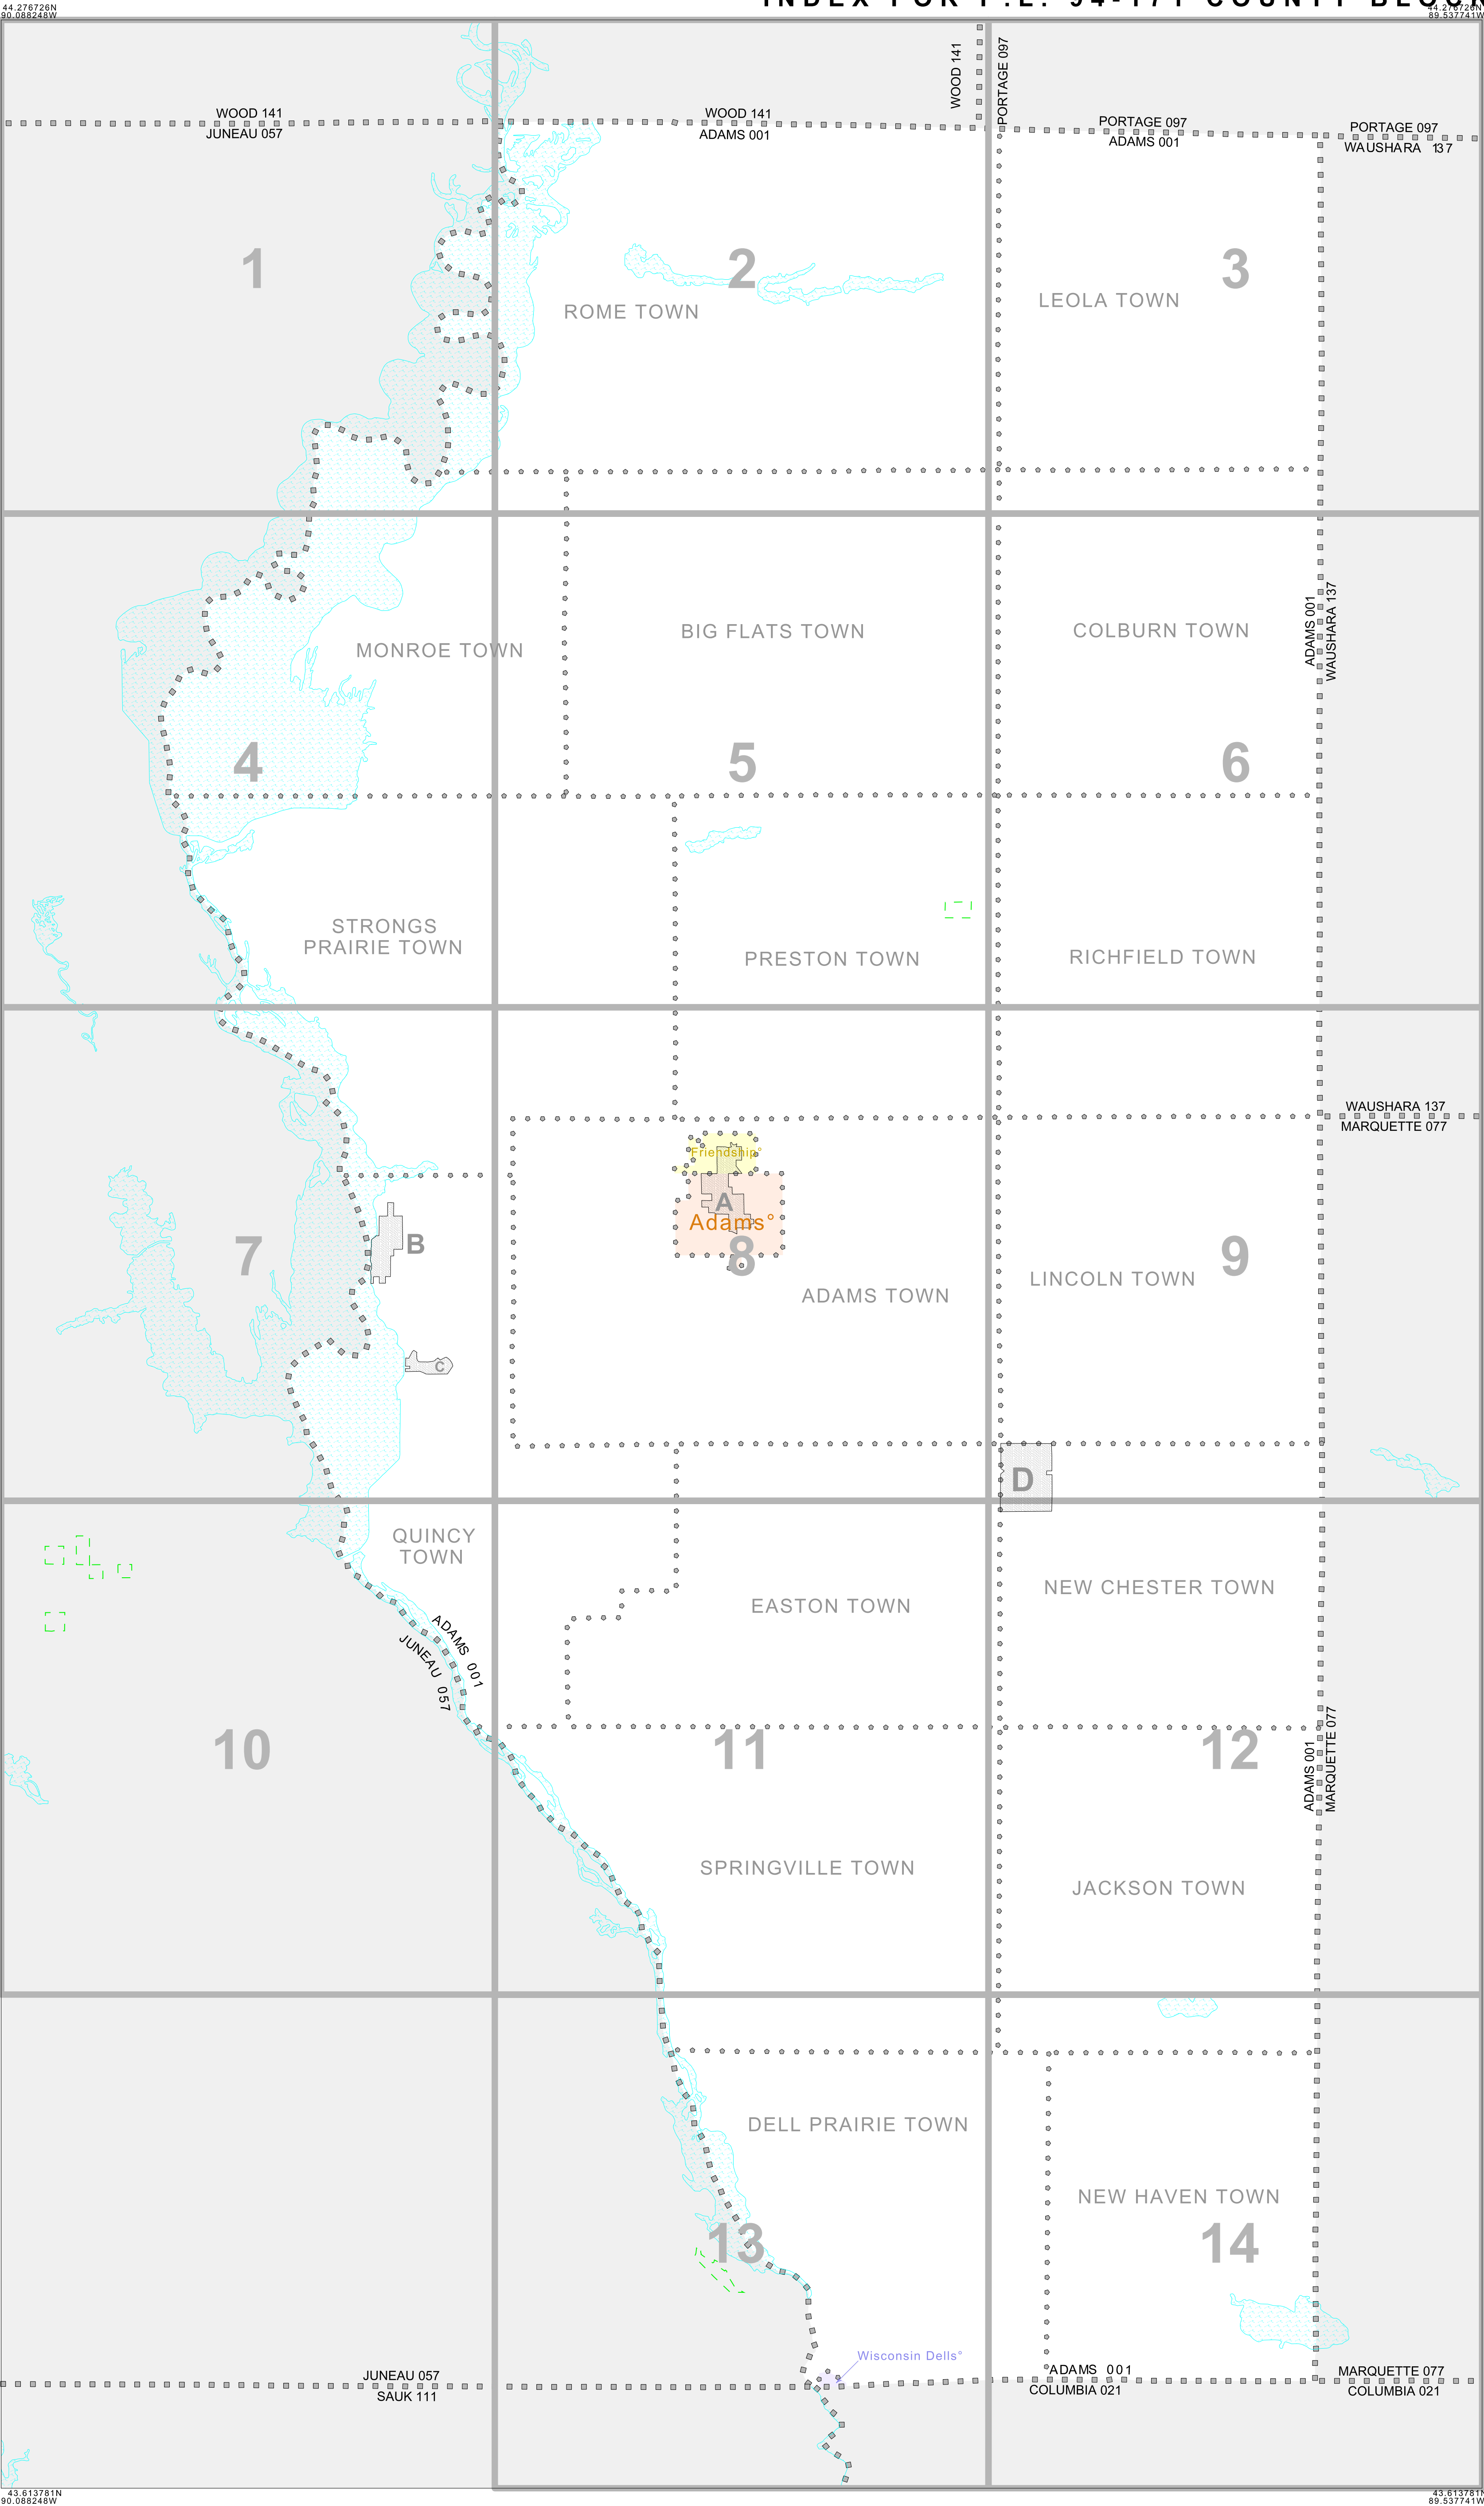 INDEX FOR P.L. 94-171 COUNTY BLOCK
44.276726N
90.088248W
44.276726N
89.537741W
WOOD 141
PORTAGE 097
WOOD 141
JUNEAU 057
WOOD 141
ADAMS 001
PORTAGE 097
ADAMS 001
PORTAGE 097
WAUSHARA 137
1
2
3
ROME TOWN
LEOLA TOWN
ADAMS 001
WAUSHARA 137
MONROE TOWN
BIG FLATS TOWN
COLBURN TOWN
4
5
6
STRONGS
PRAIRIE TOWN
PRESTON TOWN
RICHFIELD TOWN
WAUSHARA 137
MARQUETTE 077
Friendship°
A
Adams°
B
7
8
9
ADAMS TOWN
LINCOLN TOWN
C
D
QUINCY
TOWN
EASTON TOWN
NEW CHESTER TOWN
ADAMS 001
JUNEAU 057
10
11
12
ADAMS 001
MARQUETTE 077
SPRINGVILLE TOWN
JACKSON TOWN
DELL PRAIRIE TOWN
NEW HAVEN TOWN
13
14
Wisconsin Dells°
JUNEAU 057
SAUK 111
ADAMS 001
COLUMBIA 021
MARQUETTE 077
COLUMBIA 021
43.613781N
90.088248W
43.613781N
89.537741W